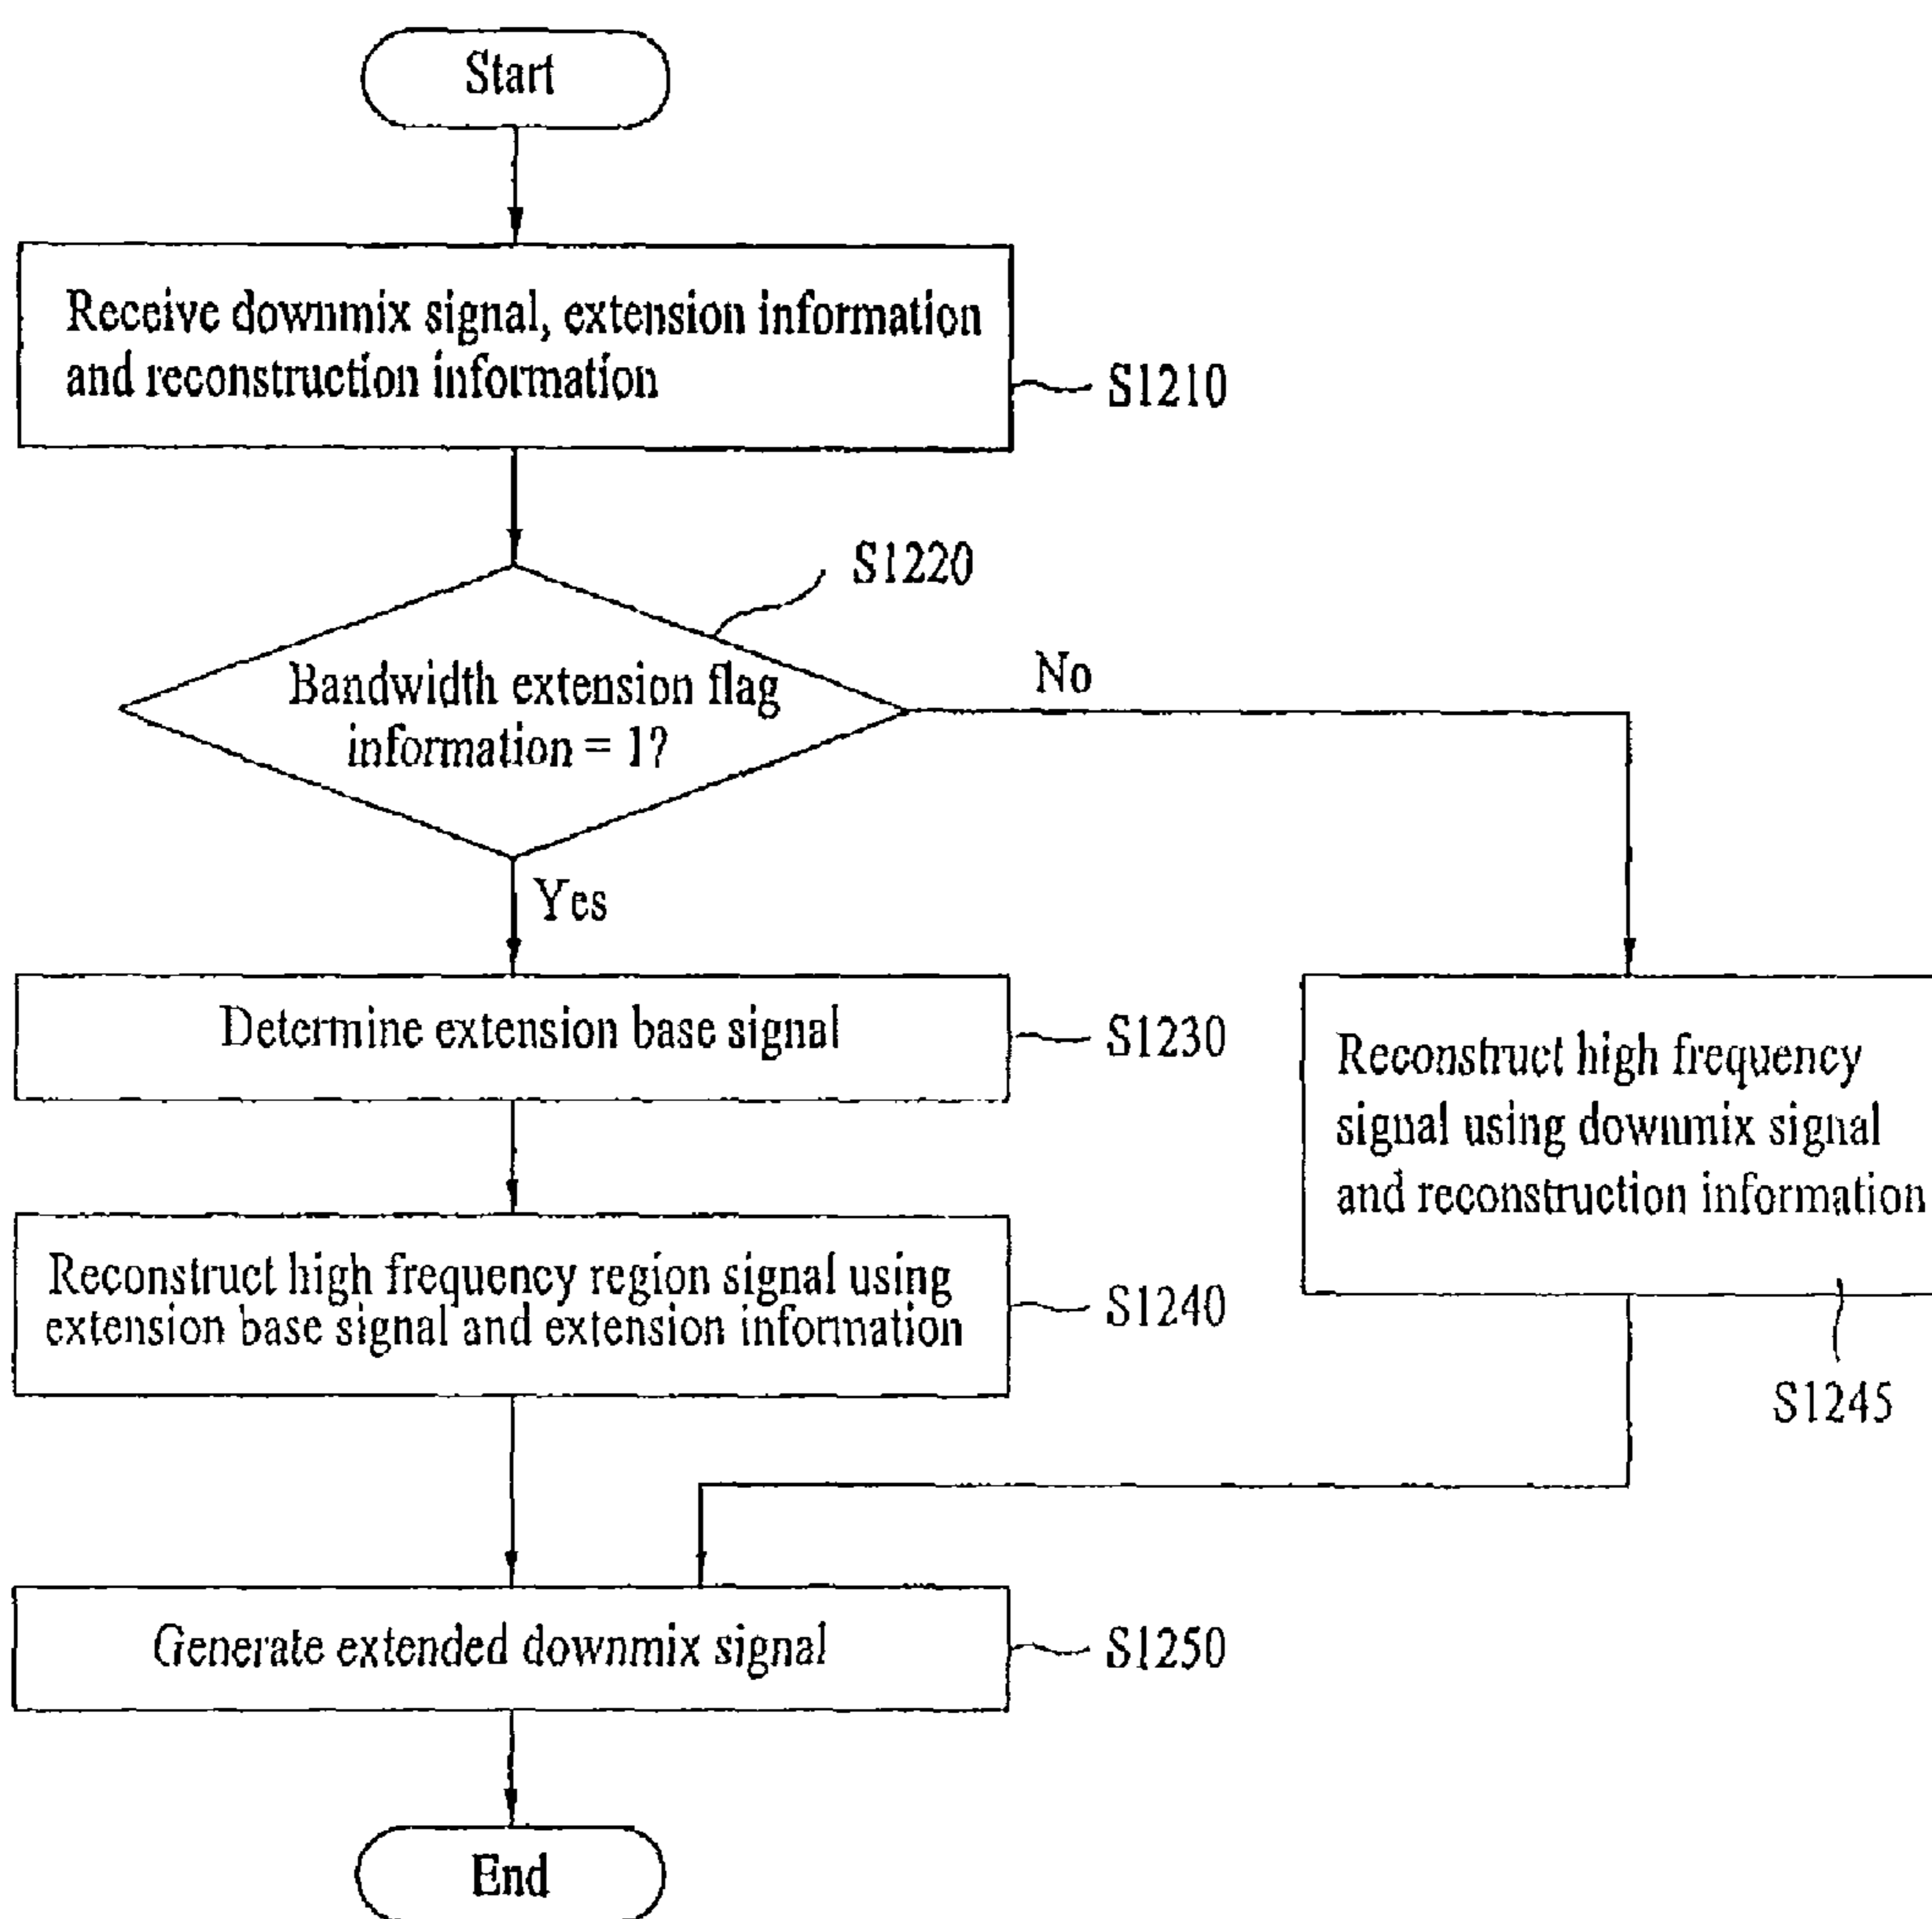 Start
Receive downmix signal, extension information
and reconstruction information
S1210
S1220
Bandwidth extension flag
information = 1?
No
Yes
Determine extension base signal
S1230
Reconstruct high frequency
signal using downmix signal
and reconstruction information
S1245
Reconstruct high frequency region signal using
extension base signal and extension information
S1240
Generate extended downmix signal
S1250
End